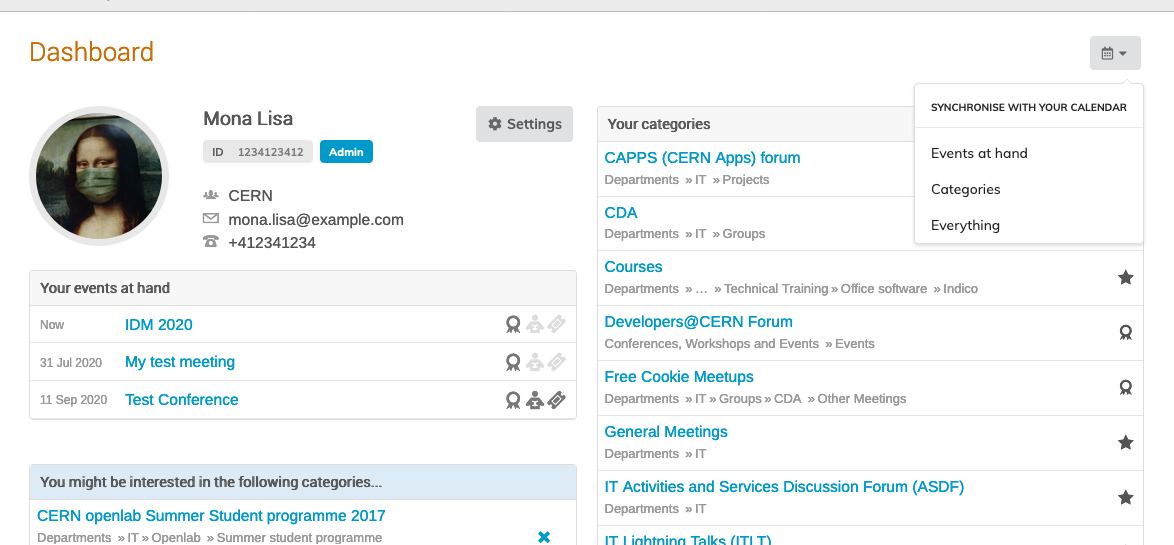 Dashboard
SYNCHRONISE WITH YOUR CALENDAR
Events at hand
Categories
Everything
Mona Lisa
Settings
ID 1234123412 Admin
CERN
mona.lisa@example.com
+412341234
Your events at hand
Now IDM 2020
31 Jul 2020 My test meeting
11 Sep 2020 Test Conference
You might be interested in the following categories...
CERN openlab Summer Student programme 2017
Departments » IT » Openlab » Summer student programme
Your categories
CAPPS (CERN Apps) forum
Departments » IT » Projects
CDA
Departments » IT » Groups
Courses
Departments » ... » Technical Training » Office software » Indico
Developers@CERN Forum
Conferences, Workshops and Events » Events
Free Cookie Meetups
Departments » IT » Groups » CDA » Other Meetings
General Meetings
Departments » IT
IT Activities and Services Discussion Forum (ASDF)
Departments » IT
IT Lightning Talks (ITLT)